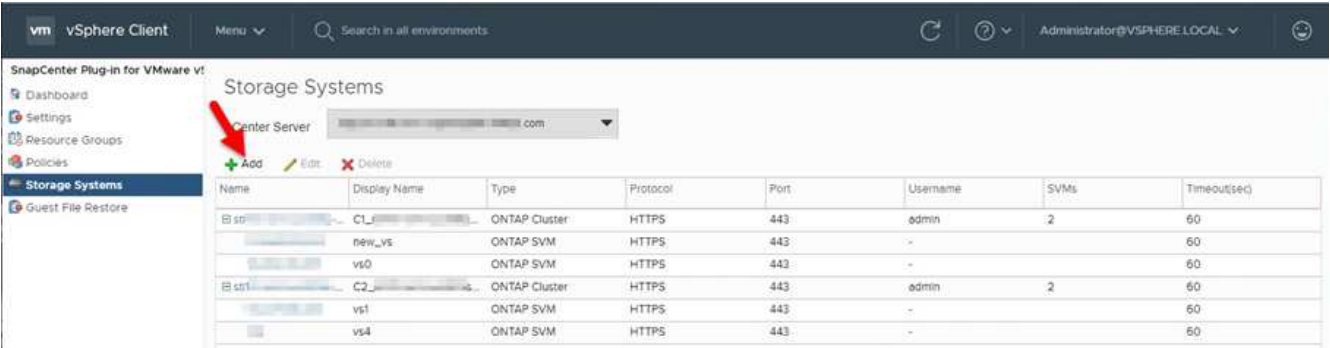 vm vSphere Client Menu Search in all environments Administrator@VSPHERE.LOCAL
SnapCenter Plug-in for VMware
Dashboard
Settings
Resource Groups
Policies
Storage Systems
Guest File Restore
Storage Systems
Center Server com
Add Edit Delete
Name Display Name Type Protocol Port Username SVMs Timeout(sec)
C1_ ONTAP Cluster HTTPS 443 admin 2 60
new_vs ONTAP SVM HTTPS 443 - 60
vs0 ONTAP SVM HTTPS 443 - 60
C2_ ONTAP Cluster HTTPS 443 admin 2 60
vs1 ONTAP SVM HTTPS 443 - 60
vs4 ONTAP SVM HTTPS 443 - 60